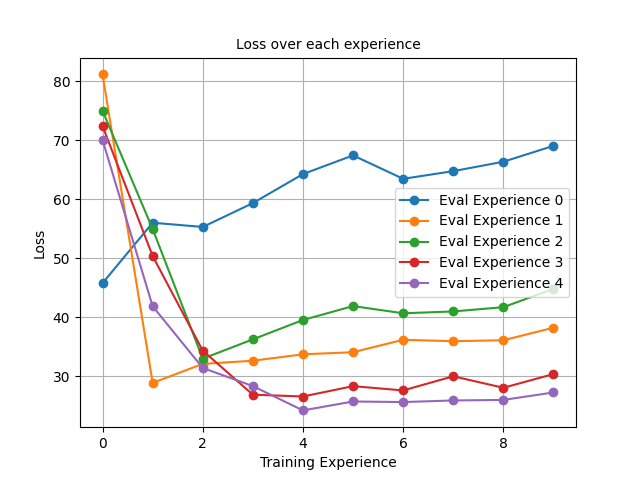 Loss over each experience
80
70
60
50
40
30
Loss
Eval Experience 0
Eval Experience 1
Eval Experience 2
Eval Experience 3
Eval Experience 4
0 2 4 6 8
Training Experience